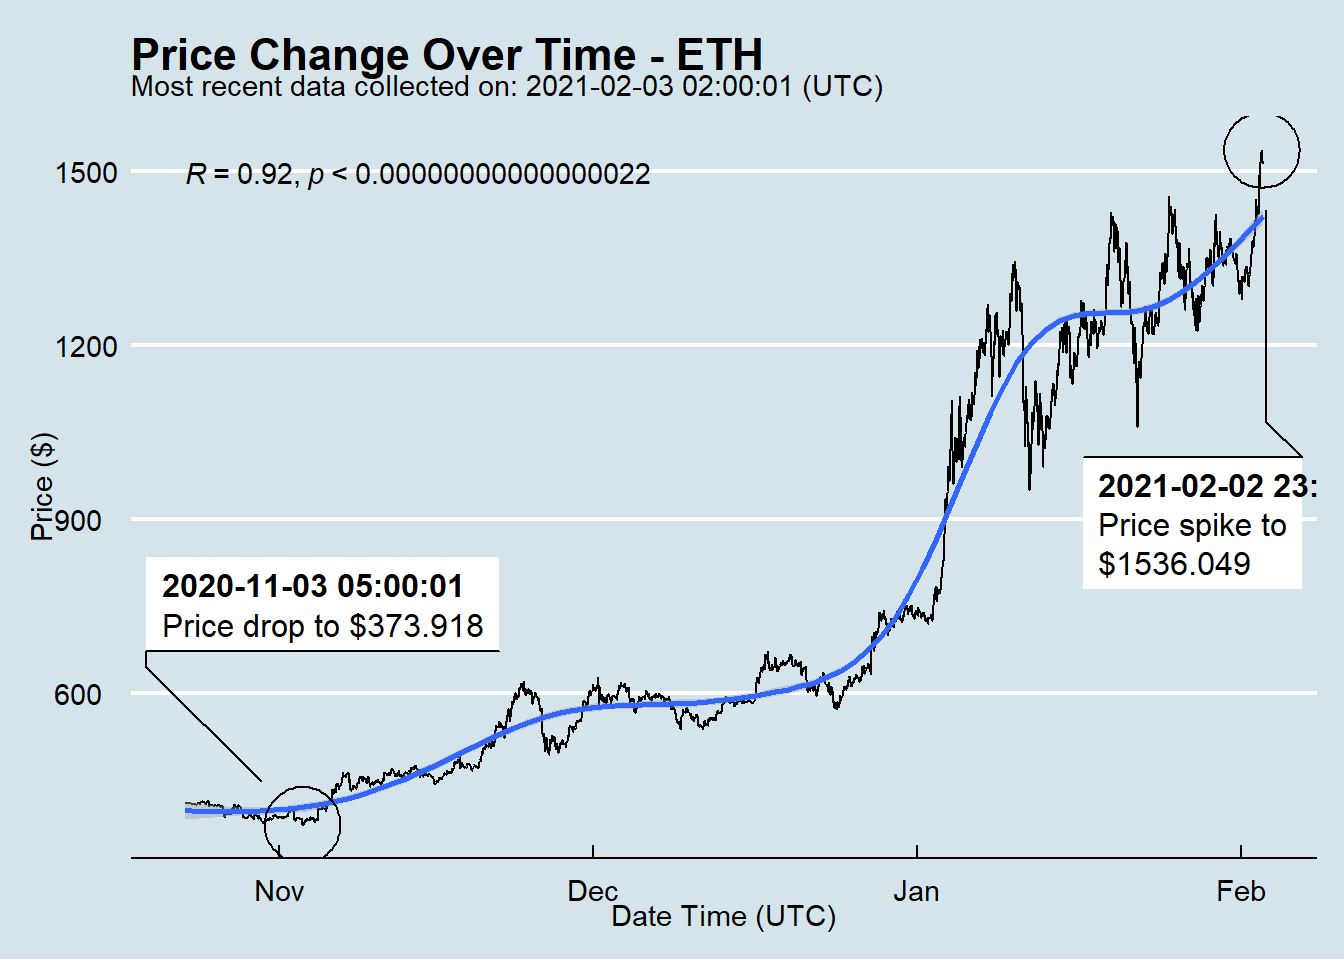 Price Change Over Time - ETH
Most recent data collected on: 2021-02-03 02:00:01 (UTC)
R = 0.92, p < 0.00000000000000022
1500
1200
900
600
Price ($)
2021-02-02 23:
Price spike to
$1536.049
2020-11-03 05:00:01
Price drop to $373.918
Nov
Dec
Jan
Feb
Date Time (UTC)